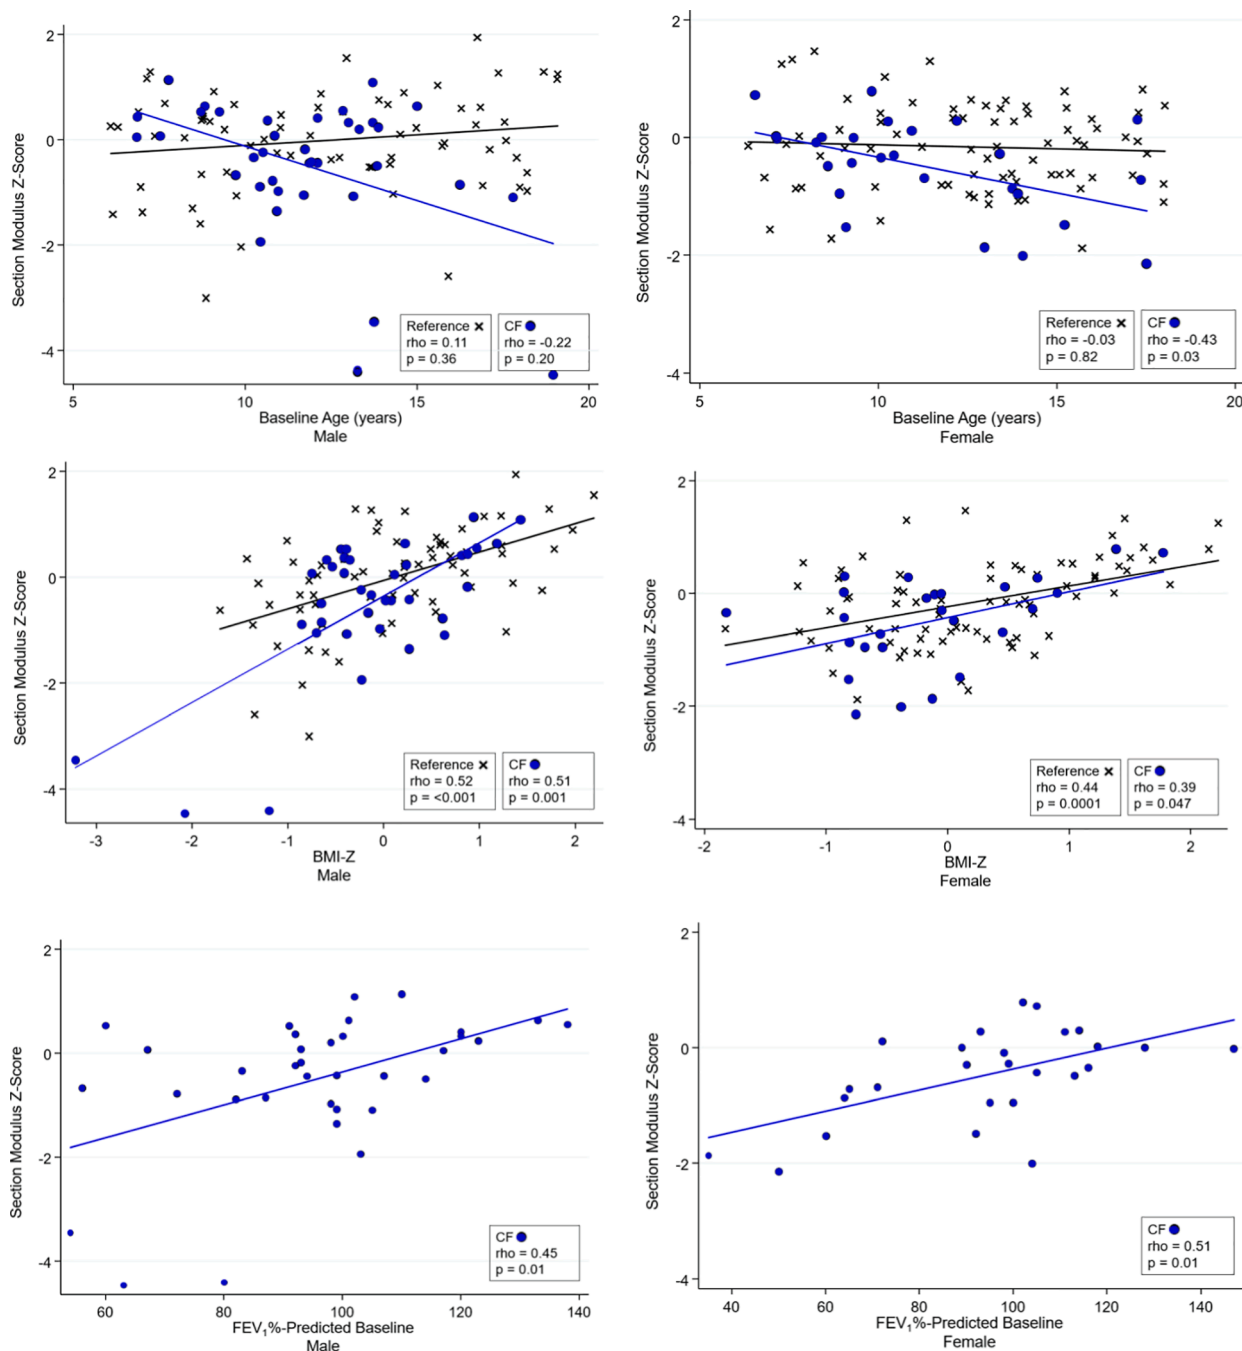 2
0
-2
-4
Section Modulus Z-Score
Reference ×
rho = 0.11
p = 0.36
CF
rho = -0.22
p = 0.20
5
10
15
20
Baseline Age (years)
Male
2
0
-2
-4
Section Modulus Z-Score
Reference ×
rho = -0.03
p = 0.82
CF
rho = -0.43
p = 0.03
5
10
15
20
Baseline Age (years)
Female
2
0
-2
-4
Section Modulus Z-Score
Reference ×
rho = 0.52
p = <0.001
CF
rho = 0.51
p = 0.001
-3
-2
-1
0
1
2
BMI-Z
Male
2
0
-2
-4
Section Modulus Z-Score
Reference ×
rho = 0.44
p = 0.0001
CF
rho = 0.39
p = 0.047
-2
-1
0
1
2
BMI-Z
Female
2
0
-2
-4
Section Modulus Z-Score
CF
rho = 0.45
p = 0.01
60
80
100
120
140
FEV₁%-Predicted Baseline
Male
2
0
-2
-4
Section Modulus Z-Score
CF
rho = 0.51
p = 0.01
40
60
80
100
120
140
FEV₁%-Predicted Baseline
Female